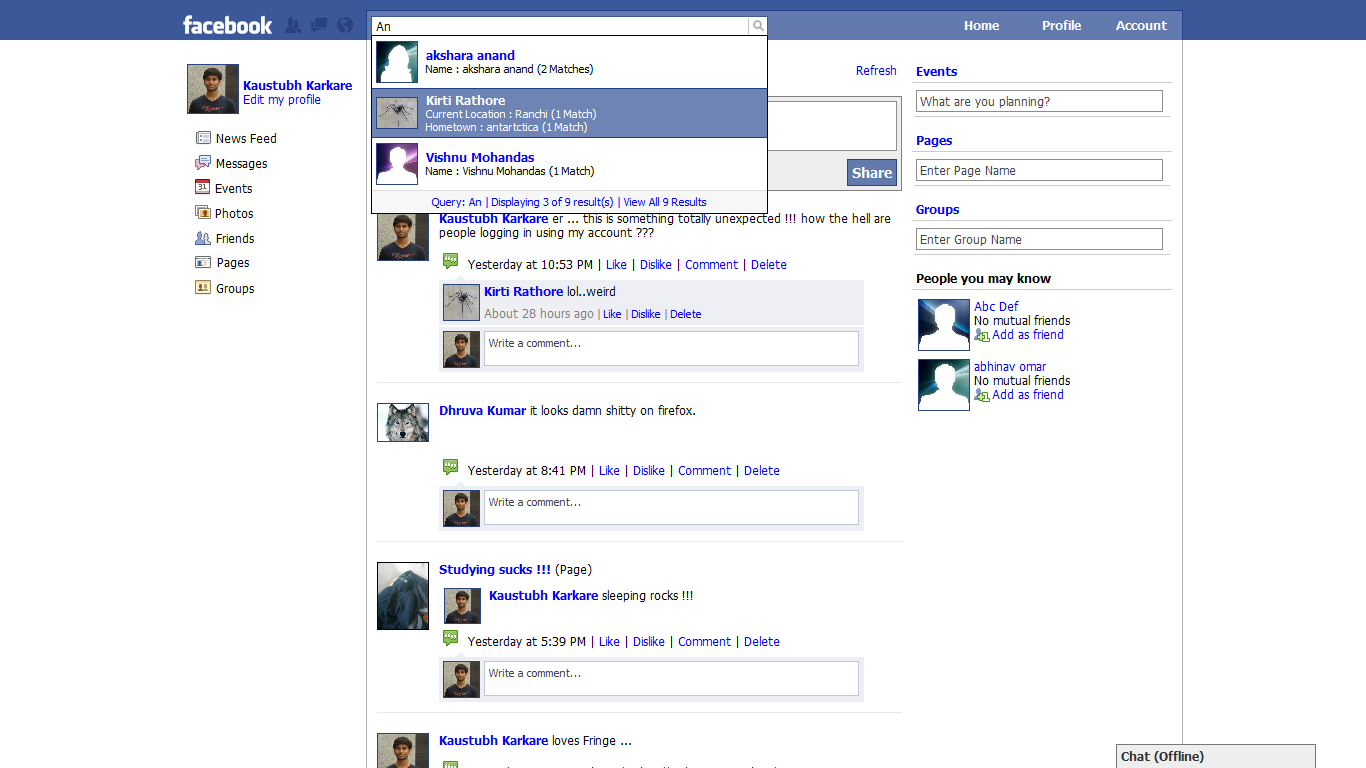 facebook
An
Home
Profile
Account
akshara anand
Name : akshara anand (2 Matches)
Kirti Rathore
Current Location : Ranchi (1 Match)
Hometown : antartctica (1 Match)
Vishnu Mohandas
Name : Vishnu Mohandas (1 Match)
Query: An | Displaying 3 of 9 result(s) | View All 9 Results
Kaustubh Karkare
Edit my profile
News Feed
Messages
31 Events
Photos
Friends
Pages
Groups
Refresh
Share
Kaustubh Karkare er ... this is something totally unexpected !!! how the hell are
people logging in using my account ???
Yesterday at 10:53 PM | Like | Dislike | Comment | Delete
Kirti Rathore lol..weird
About 28 hours ago | Like | Dislike | Delete
Write a comment...
Dhruva Kumar it looks damn shitty on firefox.
Yesterday at 8:41 PM | Like | Dislike | Comment | Delete
Write a comment...
Studying sucks !!! (Page)
Kaustubh Karkare sleeping rocks !!!
Yesterday at 5:39 PM | Like | Dislike | Comment | Delete
Write a comment...
Kaustubh Karkare loves Fringe ...
Events
What are you planning?
Pages
Enter Page Name
Groups
Enter Group Name
People you may know
Abc Def
No mutual friends
Add as friend
abhinav omar
No mutual friends
Add as friend
Chat (Offline)